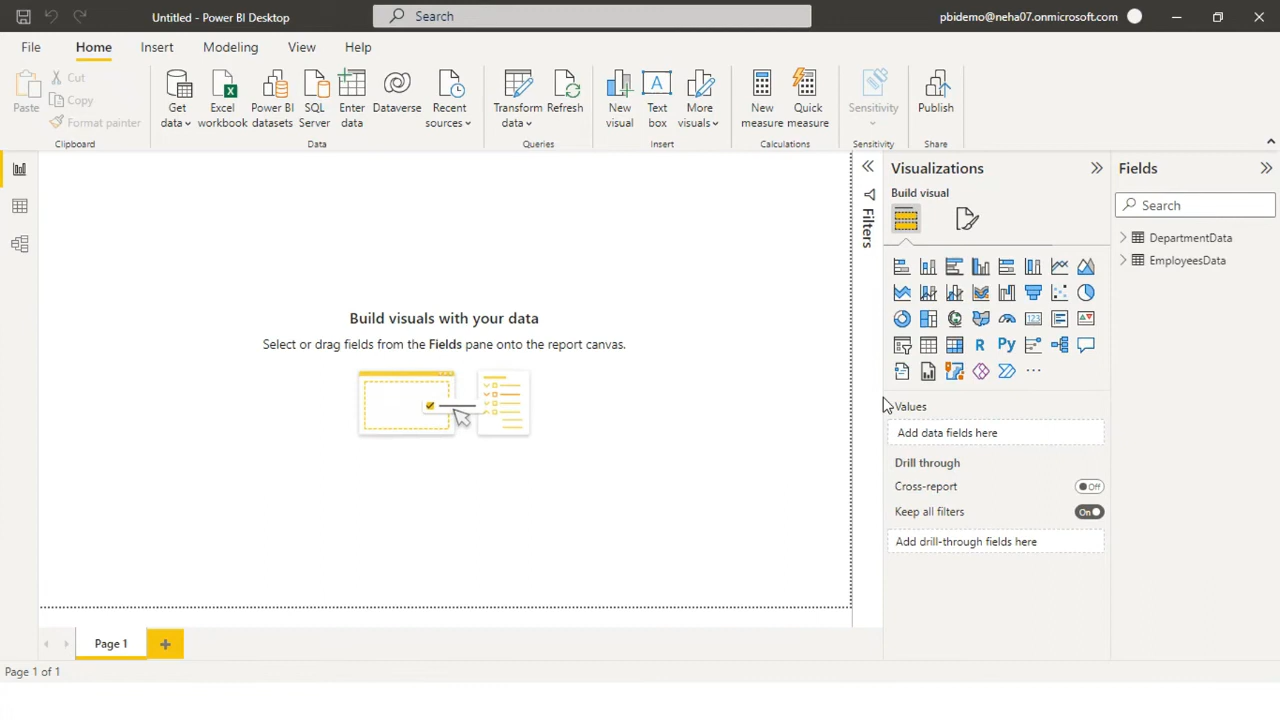 Untitled - Power BI Desktop
Search
pbidemo@neha07.onmicrosoft.com
File
Home
Insert
Modeling
View
Help
Paste
Cut
Copy
Format painter
Clipboard
Get data
Excel workbook
Power BI datasets
SQL Server
Enter data
Dataverse
Recent sources
Data
Transform data
Refresh
Queries
New visual
Text box
More visuals
Insert
New measure
Quick measure
Calculations
Sensitivity
Sensitivity
Publish
Share
Build visuals with your data
Select or drag fields from the Fields pane onto the report canvas.
Filters
Visualizations
Build visual
123
R
Py
Values
Add data fields here
Drill through
Cross-report
Off
Keep all filters
On
Add drill-through fields here
Fields
Search
DepartmentData
EmployeesData
Page 1
Page 1 of 1